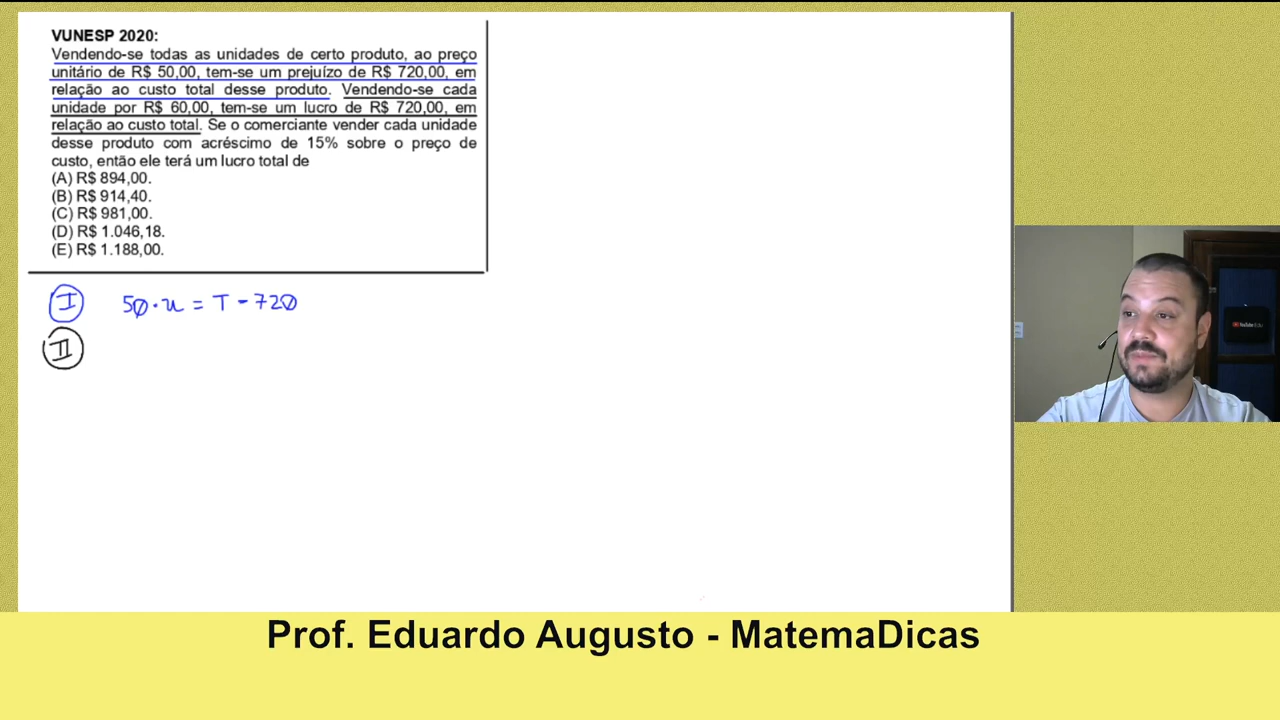 VUNESP 2020:
Vendendo-se todas as unidades de certo produto, ao preço
unitário de R$ 50,00, tem-se um prejuízo de R$ 720,00, em
relação ao custo total desse produto. Vendendo-se cada
unidade por R$ 60,00, tem-se um lucro de R$ 720,00, em
relação ao custo total. Se o comerciante vender cada unidade
desse produto com acréscimo de 15% sobre o preço de
custo, então ele terá um lucro total de
(A) R$ 894,00.
(B) R$ 914,40.
(C) R$ 981,00.
(D) R$ 1.046,18.
(E) R$ 1.188,00.
I 50·u = T - 720
II
YouTube Edu
Prof. Eduardo Augusto - MatemaDicas